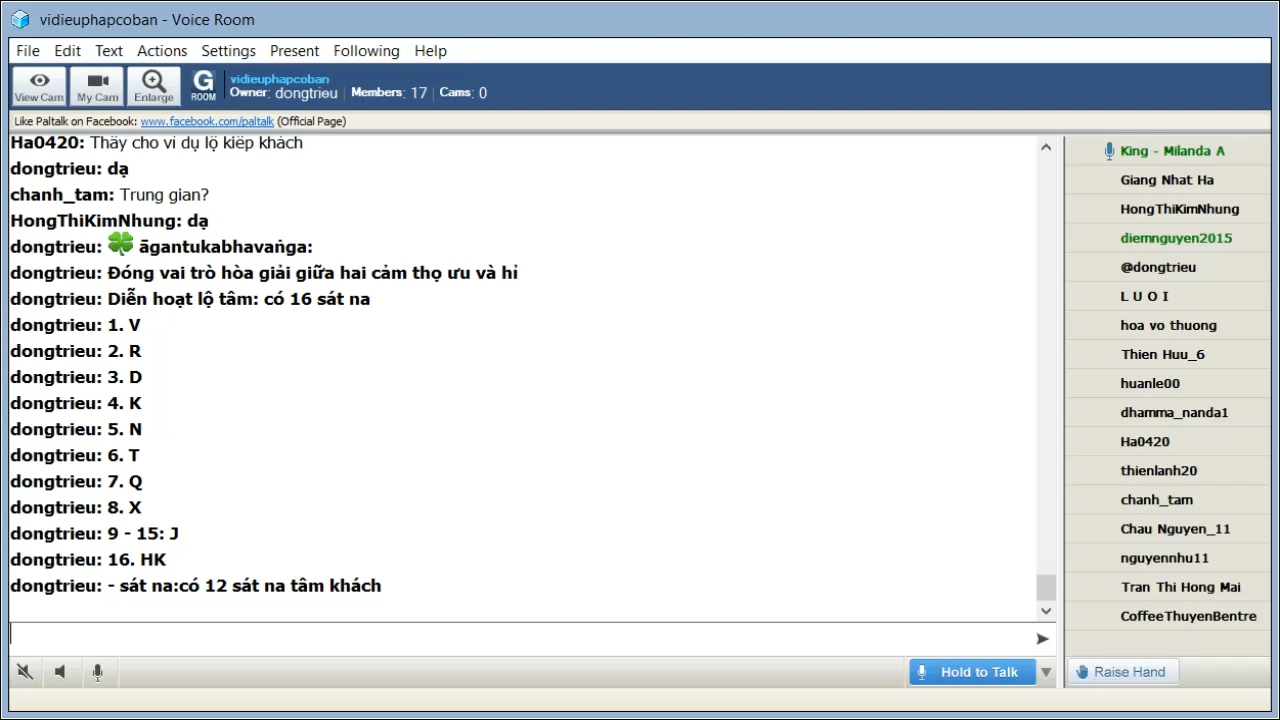 vidieuphapcoban - Voice Room
File Edit Text Actions Settings Present Following Help
View Cam My Cam Enlarge G ROOM vidieuphapcoban
Owner: dongtrieu | Members: 17 | Cams: 0
Like Paltalk on Facebook: www.facebook.com/paltalk (Official Page)
Ha0420: Thầy cho ví dụ lộ kiếp khách
dongtrieu: dạ
chanh_tam: Trung gian?
HongThiKimNhung: dạ
dongtrieu: 🍀 āgantukabhavaṅga:
dongtrieu: Đóng vai trò hòa giải giữa hai cảm thọ ưu và hỉ
dongtrieu: Diễn hoạt lộ tâm: có 16 sát na
dongtrieu: 1. V
dongtrieu: 2. R
dongtrieu: 3. D
dongtrieu: 4. K
dongtrieu: 5. N
dongtrieu: 6. T
dongtrieu: 7. Q
dongtrieu: 8. X
dongtrieu: 9 - 15: J
dongtrieu: 16. HK
dongtrieu: - sát na:có 12 sát na tâm khách
King - Milanda A
Giang Nhat Ha
HongThiKimNhung
diemnguyen2015
@dongtrieu
L U O I
hoa vo thuong
Thien Huu_6
huanle00
dhamma_nanda1
Ha0420
thienlanh20
chanh_tam
Chau Nguyen_11
nguyennhu11
Tran Thi Hong Mai
CoffeeThuyenBentre
Hold to Talk
Raise Hand